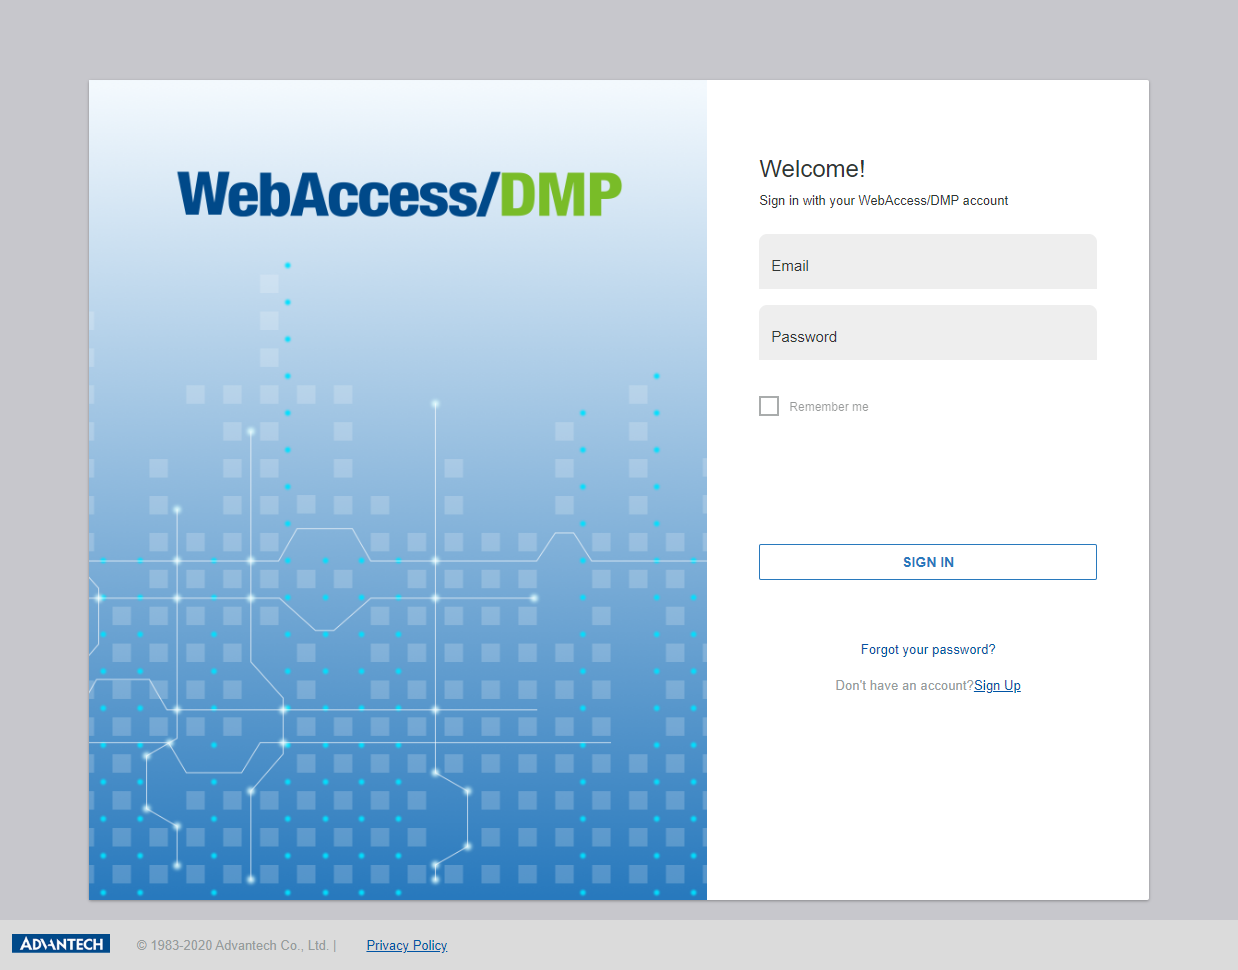 WebAccess/DMP
Welcome!
Sign in with your WebAccess/DMP account
Email
Password
Remember me
SIGN IN
Forgot your password?
Don't have an account?Sign Up
ADVANTECH © 1983-2020 Advantech Co., Ltd. | Privacy Policy